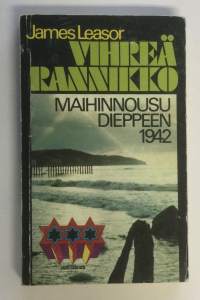 James Leasor
VIHREÄ
RANNIKKO
MAIHINNOUSU
DIEPPEEN
1942